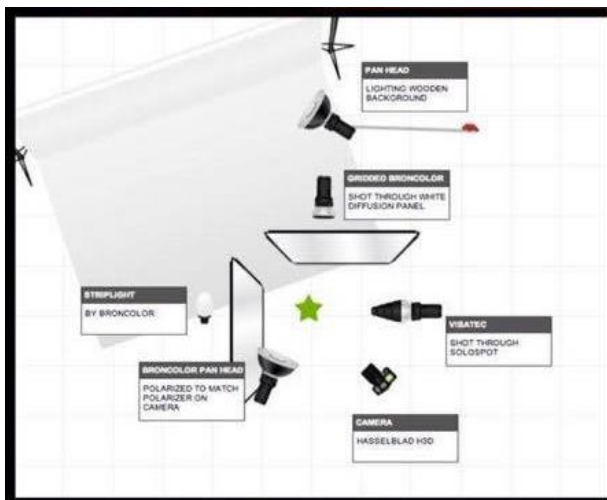 PAN HEAD
LIGHTING WOODEN
BACKGROUND
GRIDDED BRONCOLOR
SHOT THROUGH WHITE
DIFFUSION PANEL
STRIPLIGHT
BY BRONCOLOR
VISATEC
SHOT THROUGH
SOLOSPOT
BRONCOLOR PAN HEAD
POLARIZED TO MATCH
POLARIZER ON
CAMERA
CAMERA
HASSELBLAD H3D